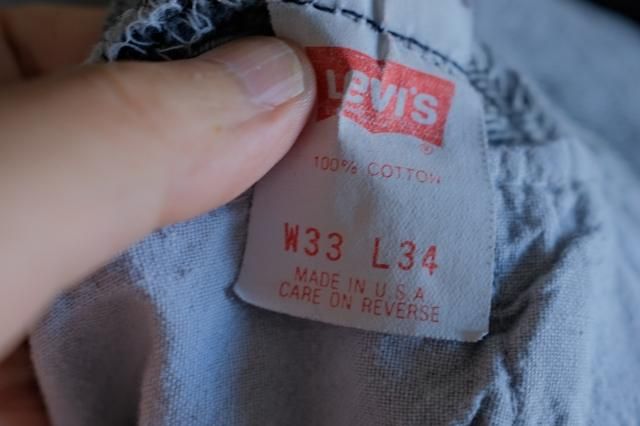 Levi's
®
100% COTTON
W33 L34
MADE IN U.S.A
CARE ON REVERSE